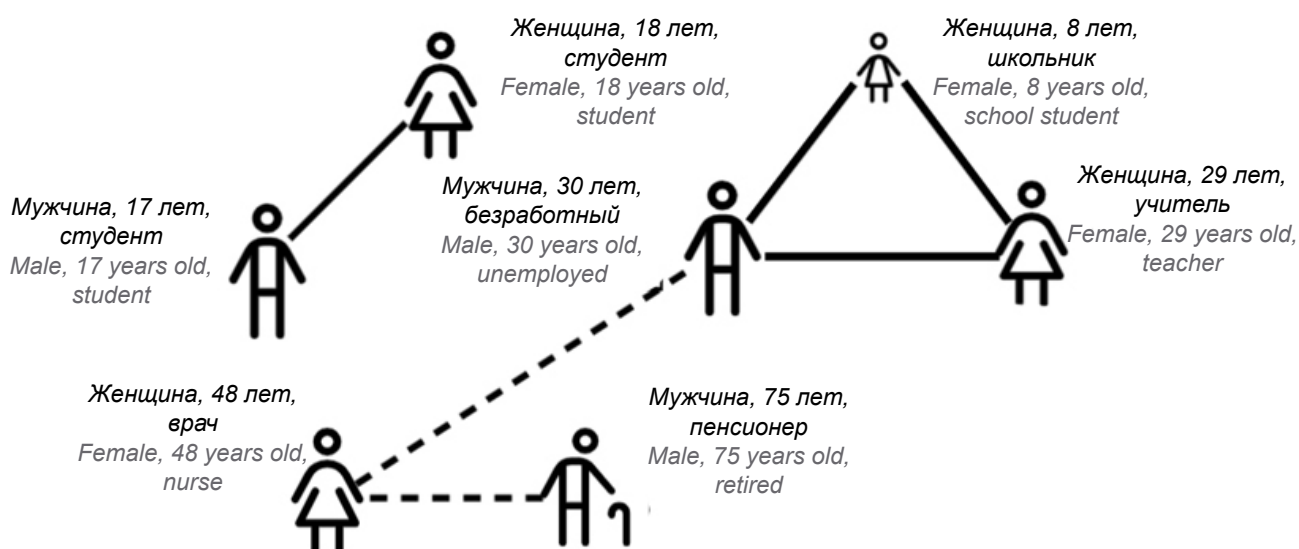 Женщина, 18 лет,
студент
Female, 18 years old,
student
Женщина, 8 лет,
школьник
Female, 8 years old,
school student
Мужчина, 17 лет,
студент
Male, 17 years old,
student
Мужчина, 30 лет,
безработный
Male, 30 years old,
unemployed
Женщина, 29 лет,
учитель
Female, 29 years old,
teacher
Женщина, 48 лет,
врач
Female, 48 years old,
nurse
Мужчина, 75 лет,
пенсионер
Male, 75 years old,
retired